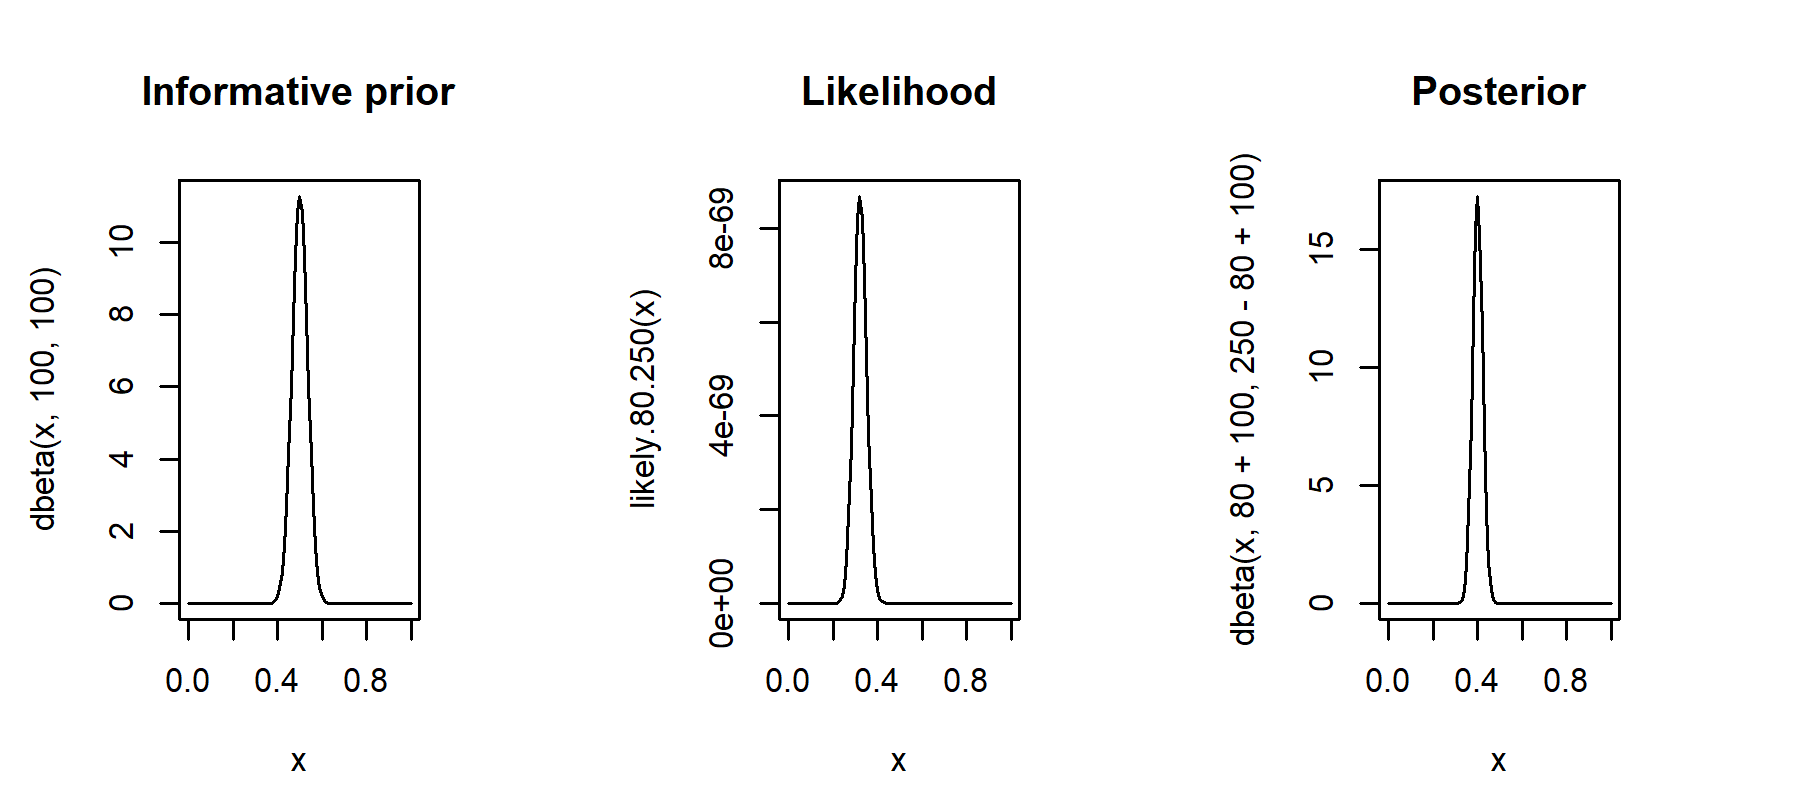 Informative prior
dbeta(x, 100, 100)
10
8
6
4
2
0
0.0 0.4 0.8
x
Likelihood
likely.80.250(x)
8e-69
4e-69
0e+00
0.0 0.4 0.8
x
Posterior
dbeta(x, 80 + 100, 250 - 80 + 100)
15
10
5
0
0.0 0.4 0.8
x